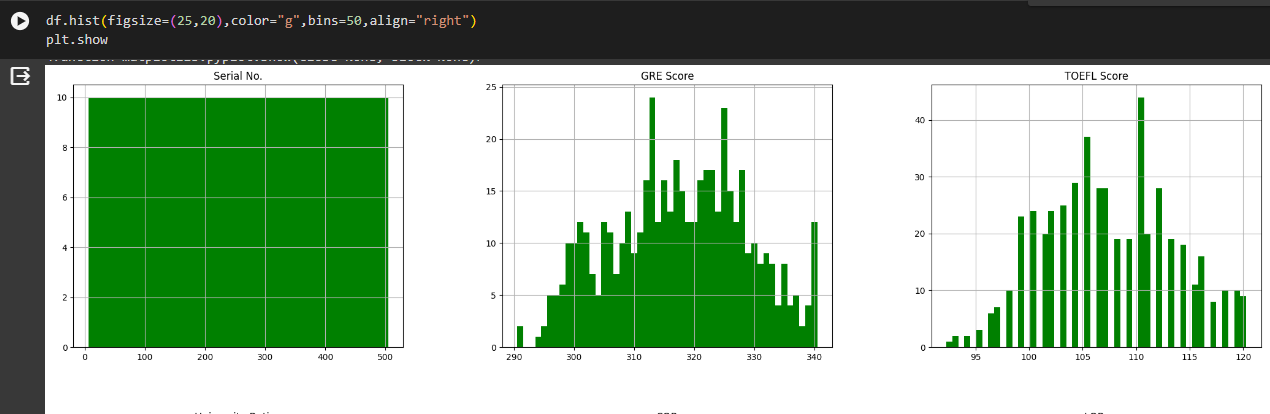 df.hist(figsize=(25,20),color="g",bins=50,align="right")
plt.show
Serial No.
GRE Score
TOEFL Score
10
8
6
4
2
0
0 100 200 300 400 500
25
20
15
10
5
0
290 300 310 320 330 340
40
30
20
10
0
95 100 105 110 115 120